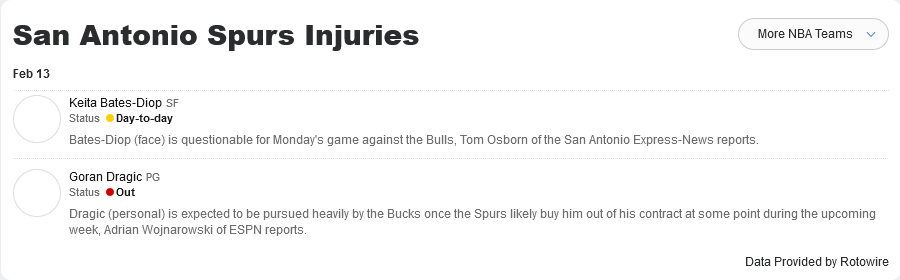 San Antonio Spurs Injuries
More NBA Teams
Feb 13
Keita Bates-Diop SF
Status Day-to-day
Bates-Diop (face) is questionable for Monday's game against the Bulls, Tom Osborn of the San Antonio Express-News reports.
Goran Dragic PG
Status Out
Dragic (personal) is expected to be pursued heavily by the Bucks once the Spurs likely buy him out of his contract at some point during the upcoming
week, Adrian Wojnarowski of ESPN reports.
Data Provided by Rotowire